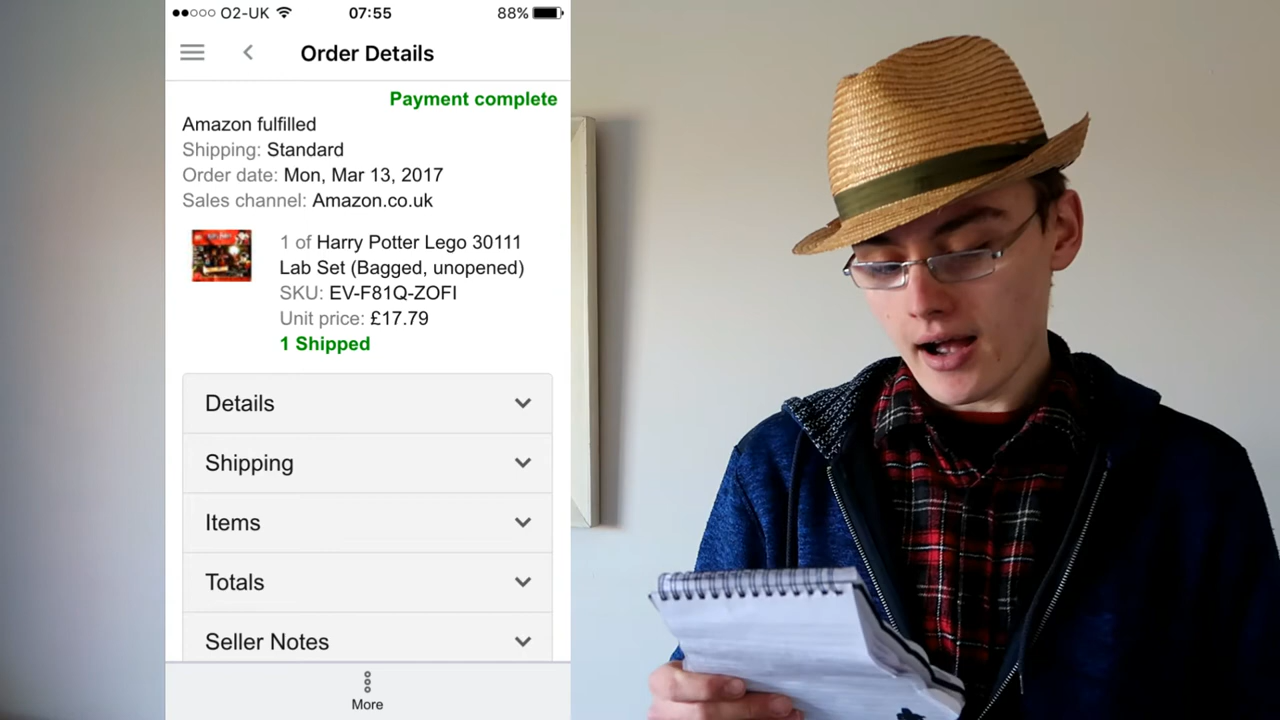 O2-UK 07:55 88%
Order Details
Payment complete
Amazon fulfilled
Shipping: Standard
Order date: Mon, Mar 13, 2017
Sales channel: Amazon.co.uk
1 of Harry Potter Lego 30111
Lab Set (Bagged, unopened)
SKU: EV-F81Q-ZOFI
Unit price: £17.79
1 Shipped
Details
Shipping
Items
Totals
Seller Notes
More